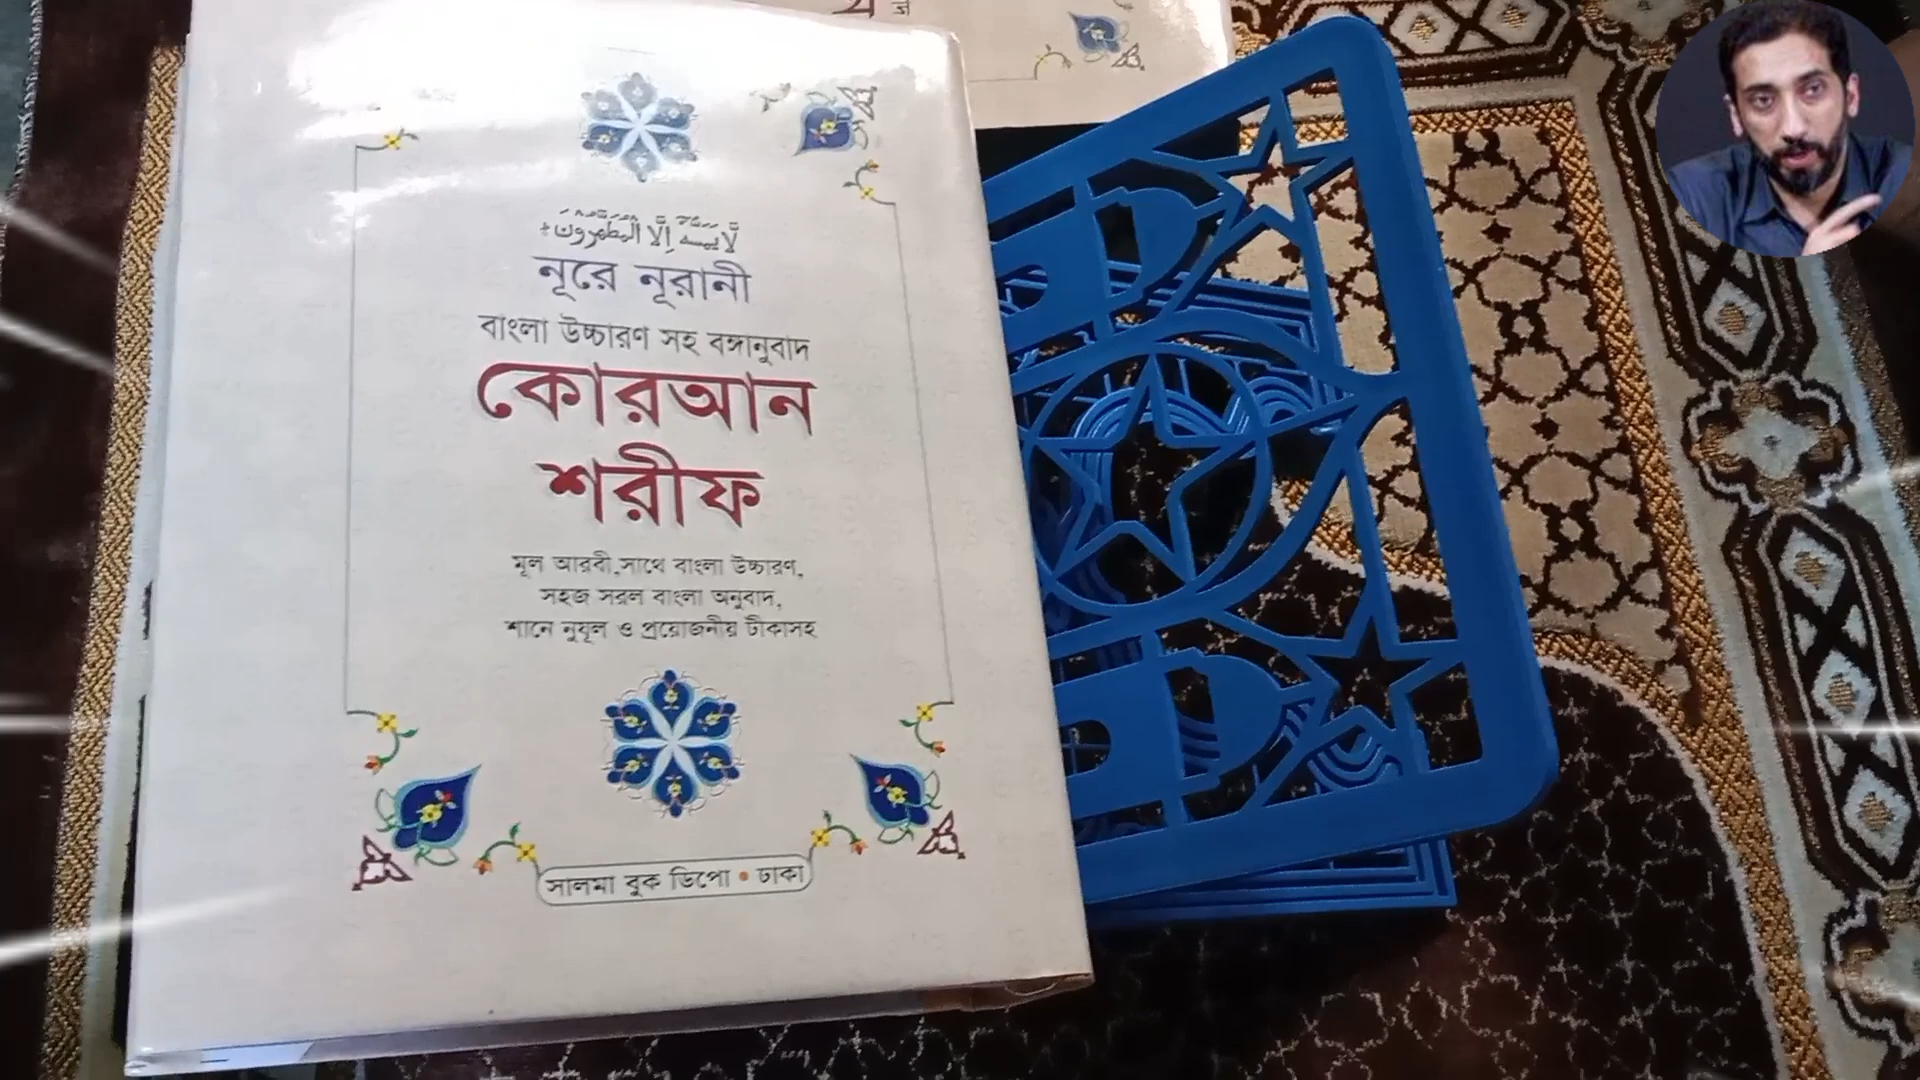 لَّا يَمَسُّهُ إِلَّا الْمُطَهَّرُونَ
নূরে নূরানী
বাংলা উচ্চারণ সহ বঙ্গানুবাদ
কোরআন
শরীফ
মূল আরবী,সাথে বাংলা উচ্চারণ,
সহজ সরল বাংলা অনুবাদ,
শানে নুযূল ও প্রয়োজনীয় টীকাসহ
সালমা বুক ডিপো • ঢাকা